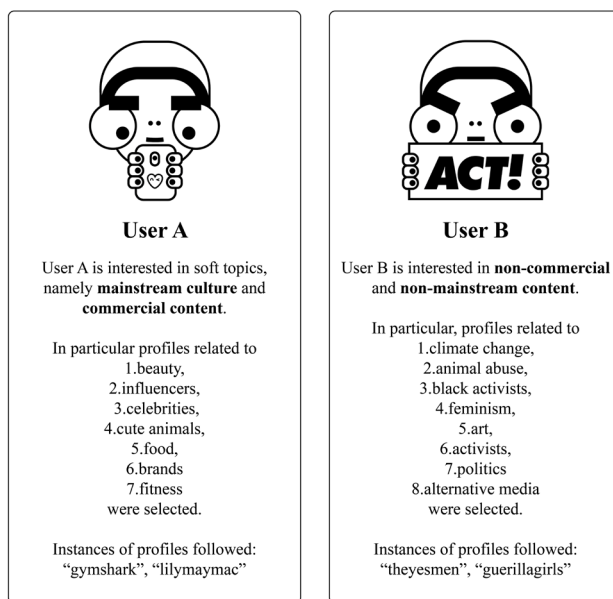 ACT!
User A
User A is interested in soft topics,
namely mainstream culture and
commercial content.
In particular profiles related to
1.beauty,
2.influencers,
3.celebrities,
4.cute animals,
5.food,
6.brands
7.fitness
were selected.
Instances of profiles followed:
“gymshark”, “lilymaymac”
User B
User B is interested in non-commercial
and non-mainstream content.
In particular, profiles related to
1.climate change,
2.animal abuse,
3.black activists,
4.feminism,
5.art,
6.activists,
7.politics
8.alternative media
were selected.
Instances of profiles followed:
“theyesmen”, “guerillagirls”